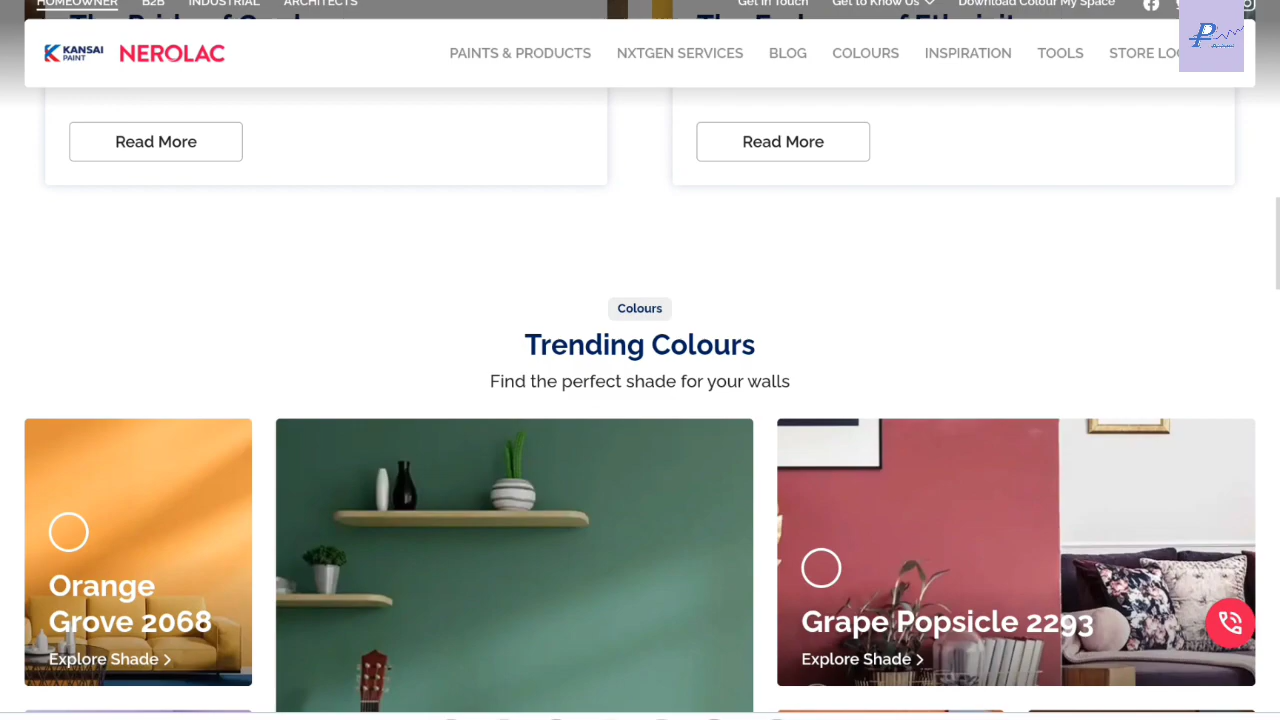 HOMEOWNER B2B INDUSTRIAL ARCHITECTS Get In Touch Get to Know Us Download Colour My Space
KANSAI PAINT NEROLAC PAINTS & PRODUCTS NXTGEN SERVICES BLOG COLOURS INSPIRATION TOOLS STORE
Read More Read More
Colours
Trending Colours
Find the perfect shade for your walls
Orange
Grove 2068
Explore Shade
Grape Popsicle 2293
Explore Shade